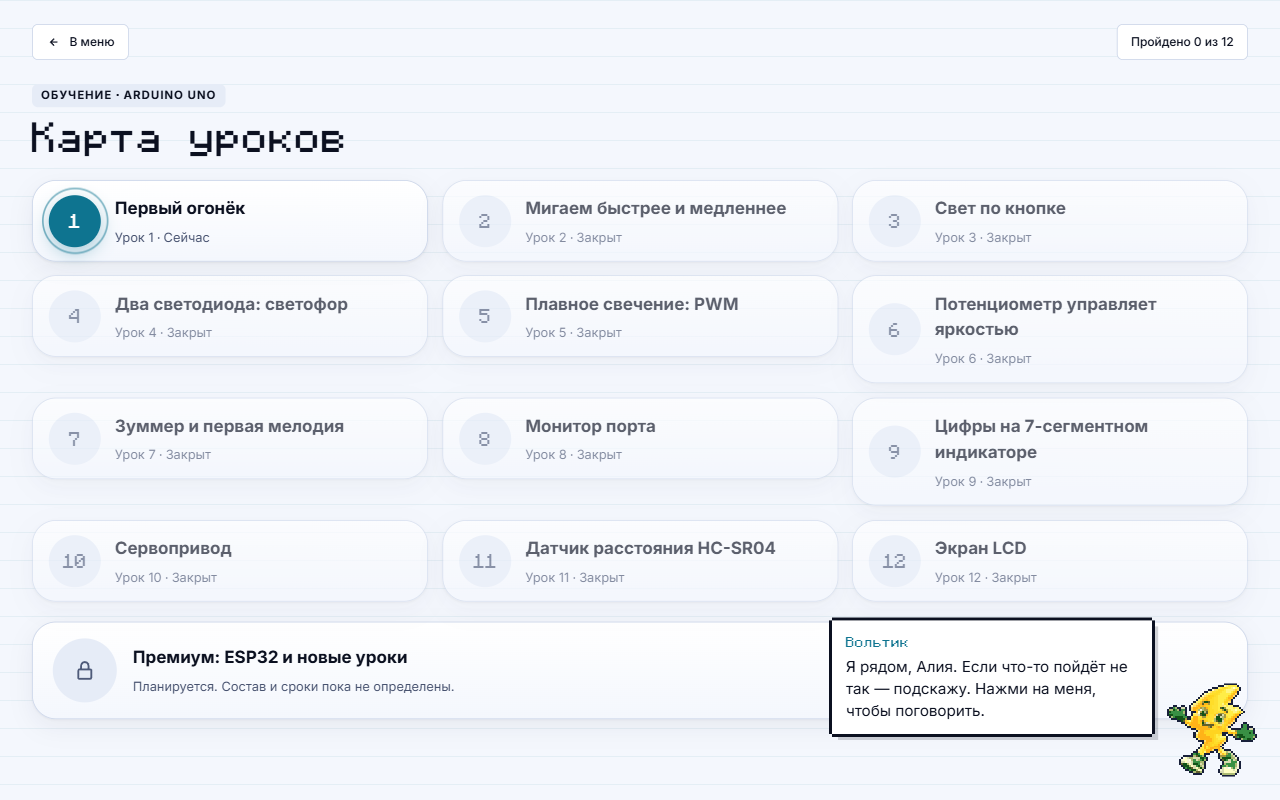 ← В меню
Пройдено 0 из 12
ОБУЧЕНИЕ · ARDUINO UNO
Карта уроков
1
Первый огонёк
Урок 1 · Сейчас
2
Мигаем быстрее и медленнее
Урок 2 · Закрыт
3
Свет по кнопке
Урок 3 · Закрыт
4
Два светодиода: светофор
Урок 4 · Закрыт
5
Плавное свечение: PWM
Урок 5 · Закрыт
6
Потенциометр управляет
яркостью
Урок 6 · Закрыт
7
Зуммер и первая мелодия
Урок 7 · Закрыт
8
Монитор порта
Урок 8 · Закрыт
9
Цифры на 7-сегментном
индикаторе
Урок 9 · Закрыт
10
Сервопривод
Урок 10 · Закрыт
11
Датчик расстояния HC-SR04
Урок 11 · Закрыт
12
Экран LCD
Урок 12 · Закрыт
Премиум: ESP32 и новые уроки
Планируется. Состав и сроки пока не определены.
Вольтик
Я рядом, Алия. Если что-то пойдёт не
так — подскажу. Нажми на меня,
чтобы поговорить.